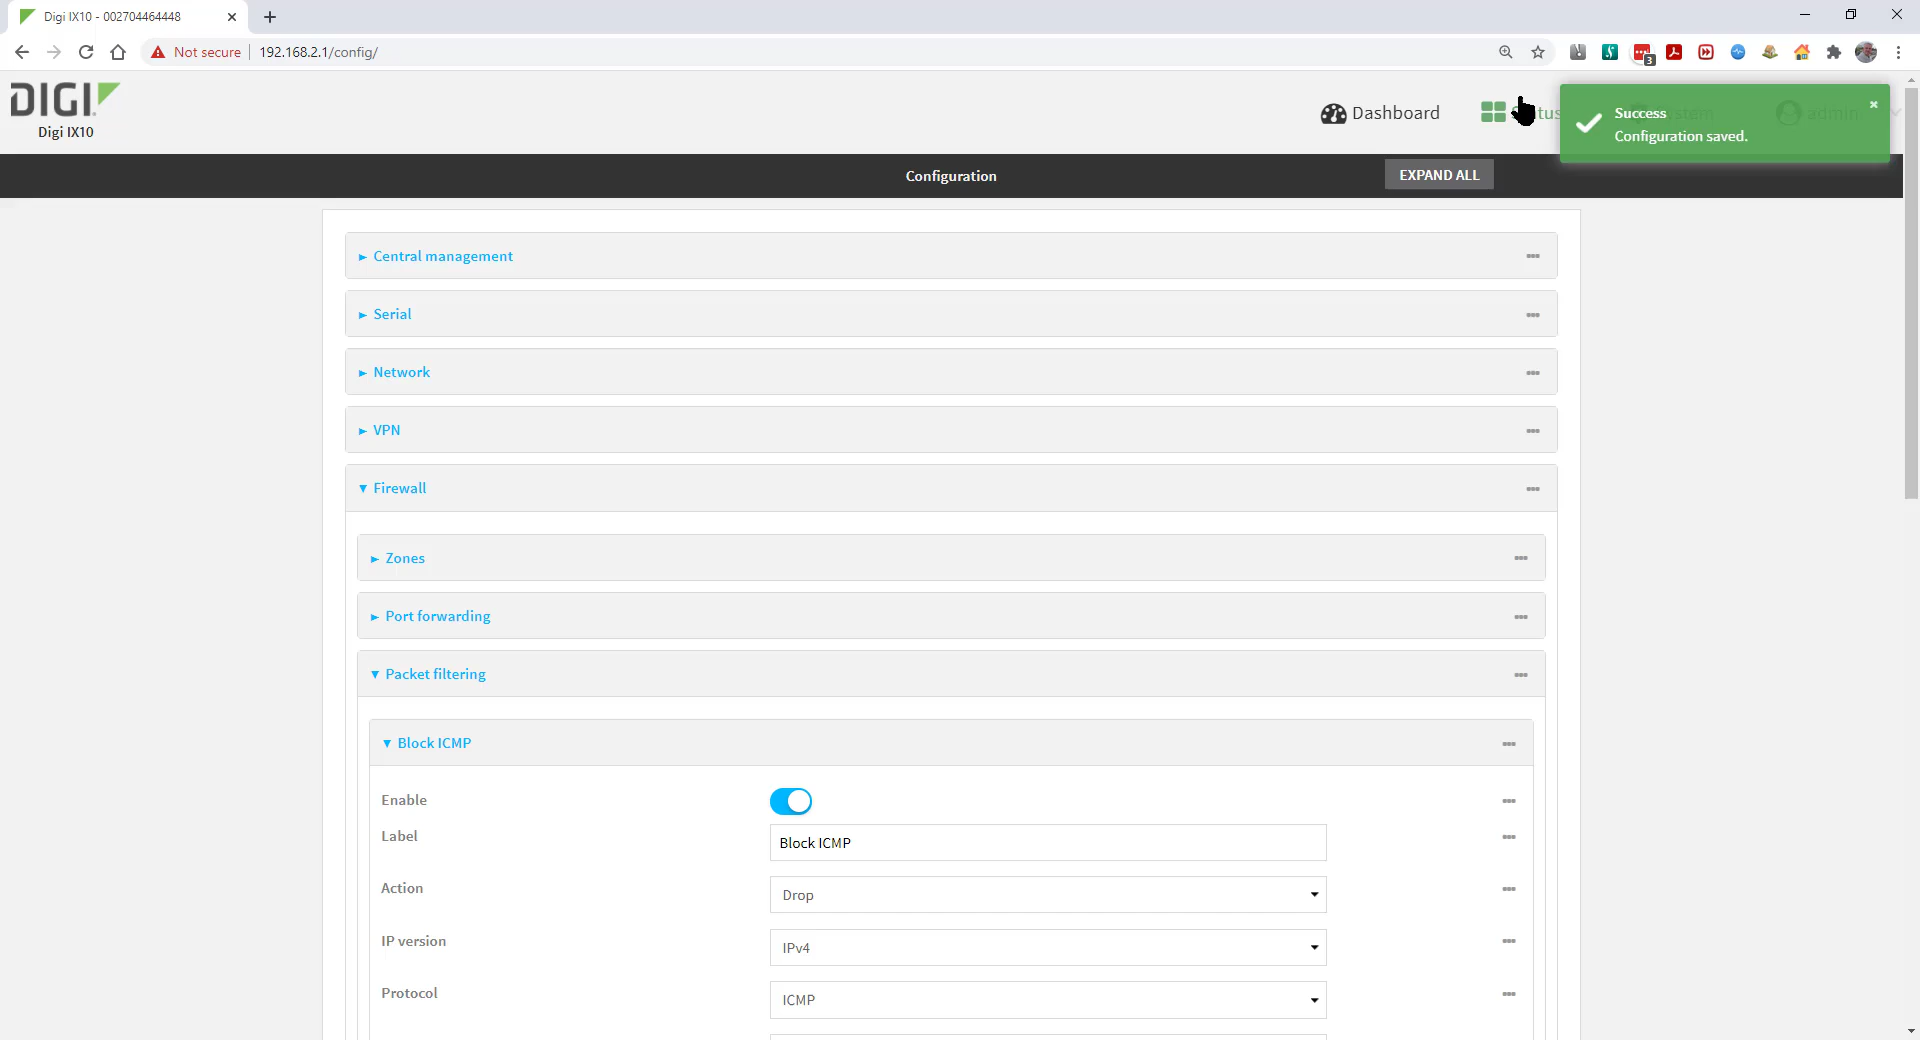 Digi IX10 - 002704464448
Not secure
192.168.2.1/config/
3
DIGI
Digi IX10
Dashboard
admin
Success
Configuration saved.
Configuration
EXPAND ALL
Central management
Serial
Network
VPN
Firewall
Zones
Port forwarding
Packet filtering
Block ICMP
Enable
Label
Block ICMP
Action
Drop
IP version
IPv4
Protocol
ICMP